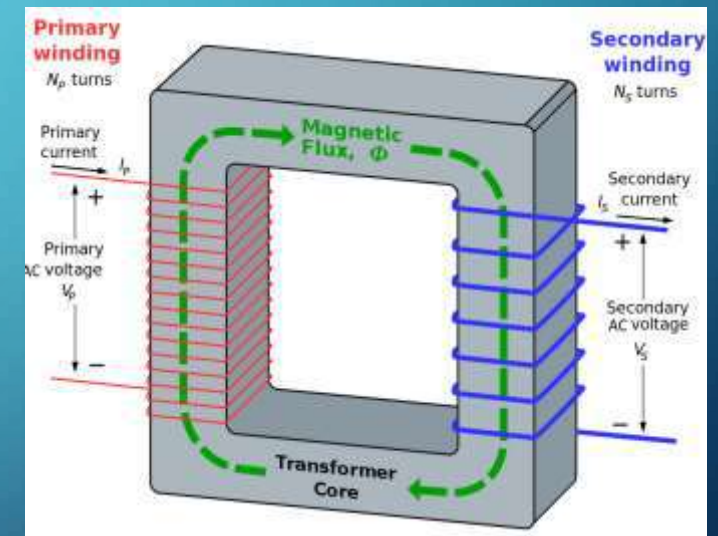 Primary
winding
Nₚ turns
Primary
current
Iₚ
+
Primary
AC voltage
Vₚ
−
Magnetic
Flux, Φ
Transformer
Core
Secondary
winding
Nₛ turns
Secondary
current
Iₛ
+
Secondary
AC voltage
Vₛ
−